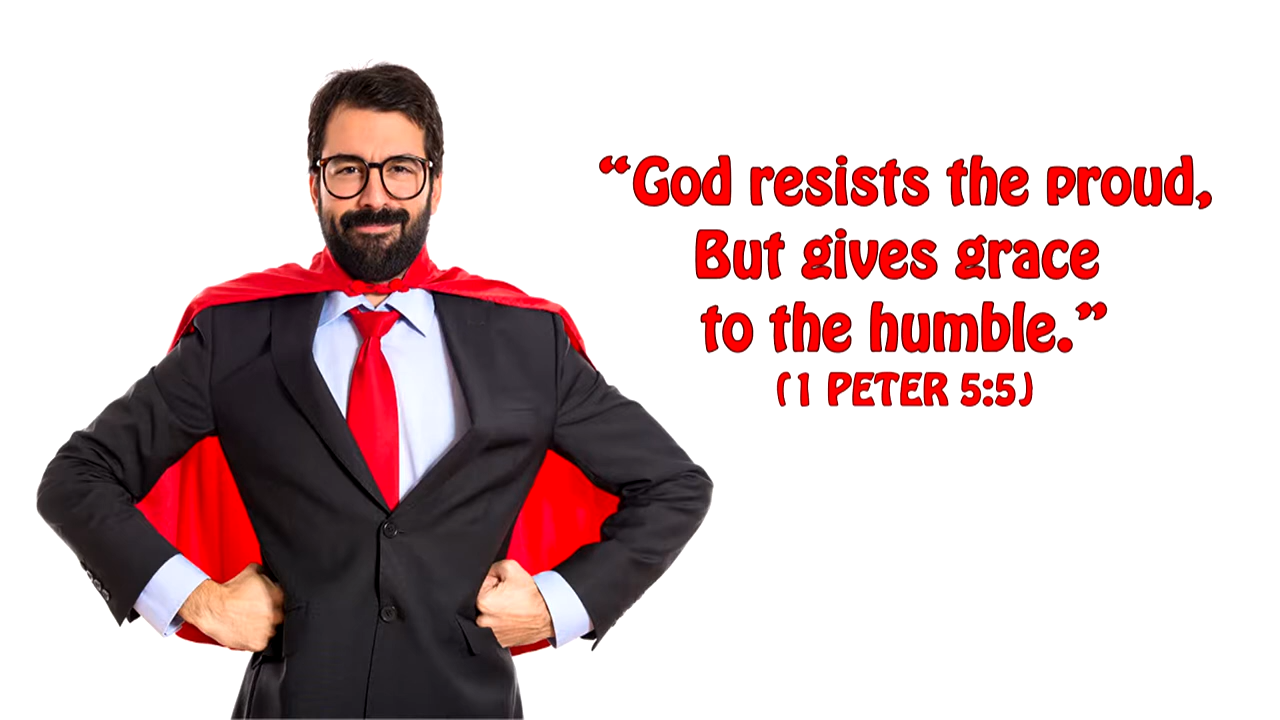 “God resists the proud,
But gives grace
to the humble.”
(1 PETER 5:5)